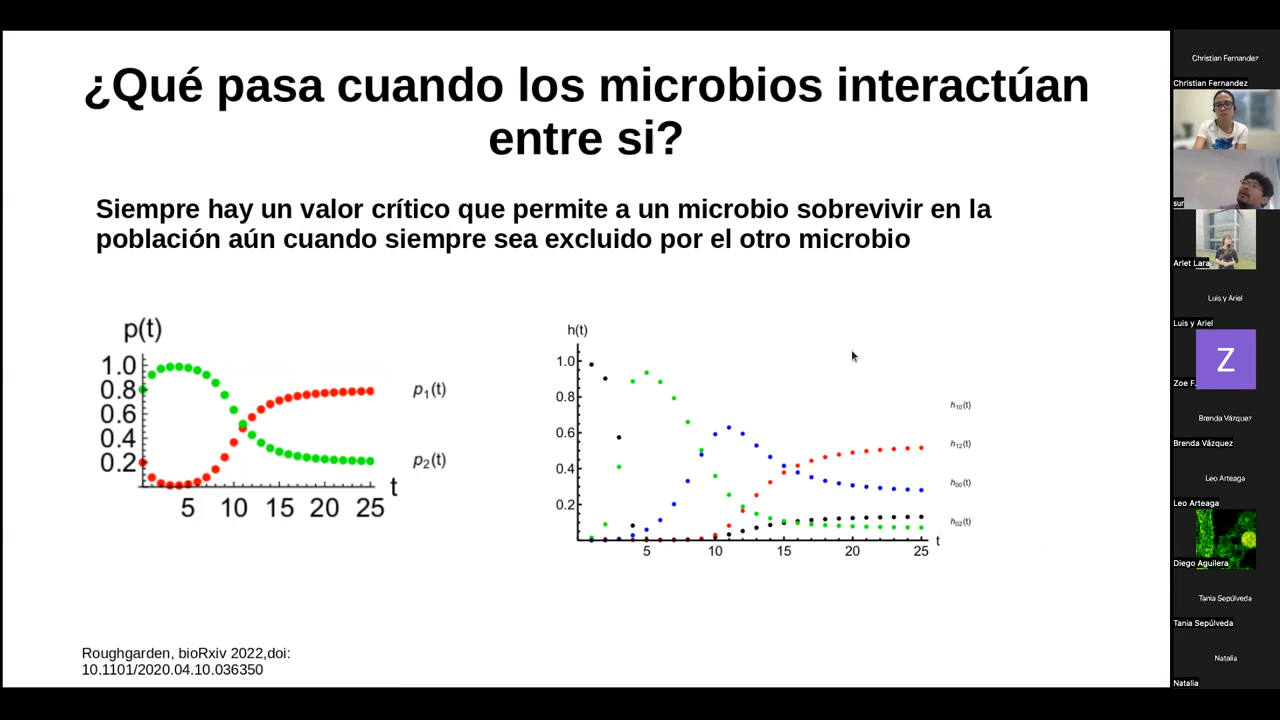 ¿Qué pasa cuando los microbios interactúan
entre si?
Siempre hay un valor crítico que permite a un microbio sobrevivir en la
población aún cuando siempre sea excluido por el otro microbio
p(t)
1.0
0.8
0.6
0.4
0.2
5 10 15 20 25
t
p1(t)
p2(t)
h(t)
1.0
0.8
0.6
0.4
0.2
5 10 15 20 25
t
h10(t)
h12(t)
h00(t)
h02(t)
Roughgarden, bioRxiv 2022,doi:
10.1101/2020.04.10.036350
Christian Fernandez
Christian Fernandez
sur
Arlet Lara
Luis y Ariel
Luis y Ariel
Z
Zoe F.
Brenda Vázquez
Brenda Vázquez
Leo Arteaga
Leo Arteaga
Diego Aguilera
Tania Sepúlveda
Tania Sepúlveda
Natalia
Natalia